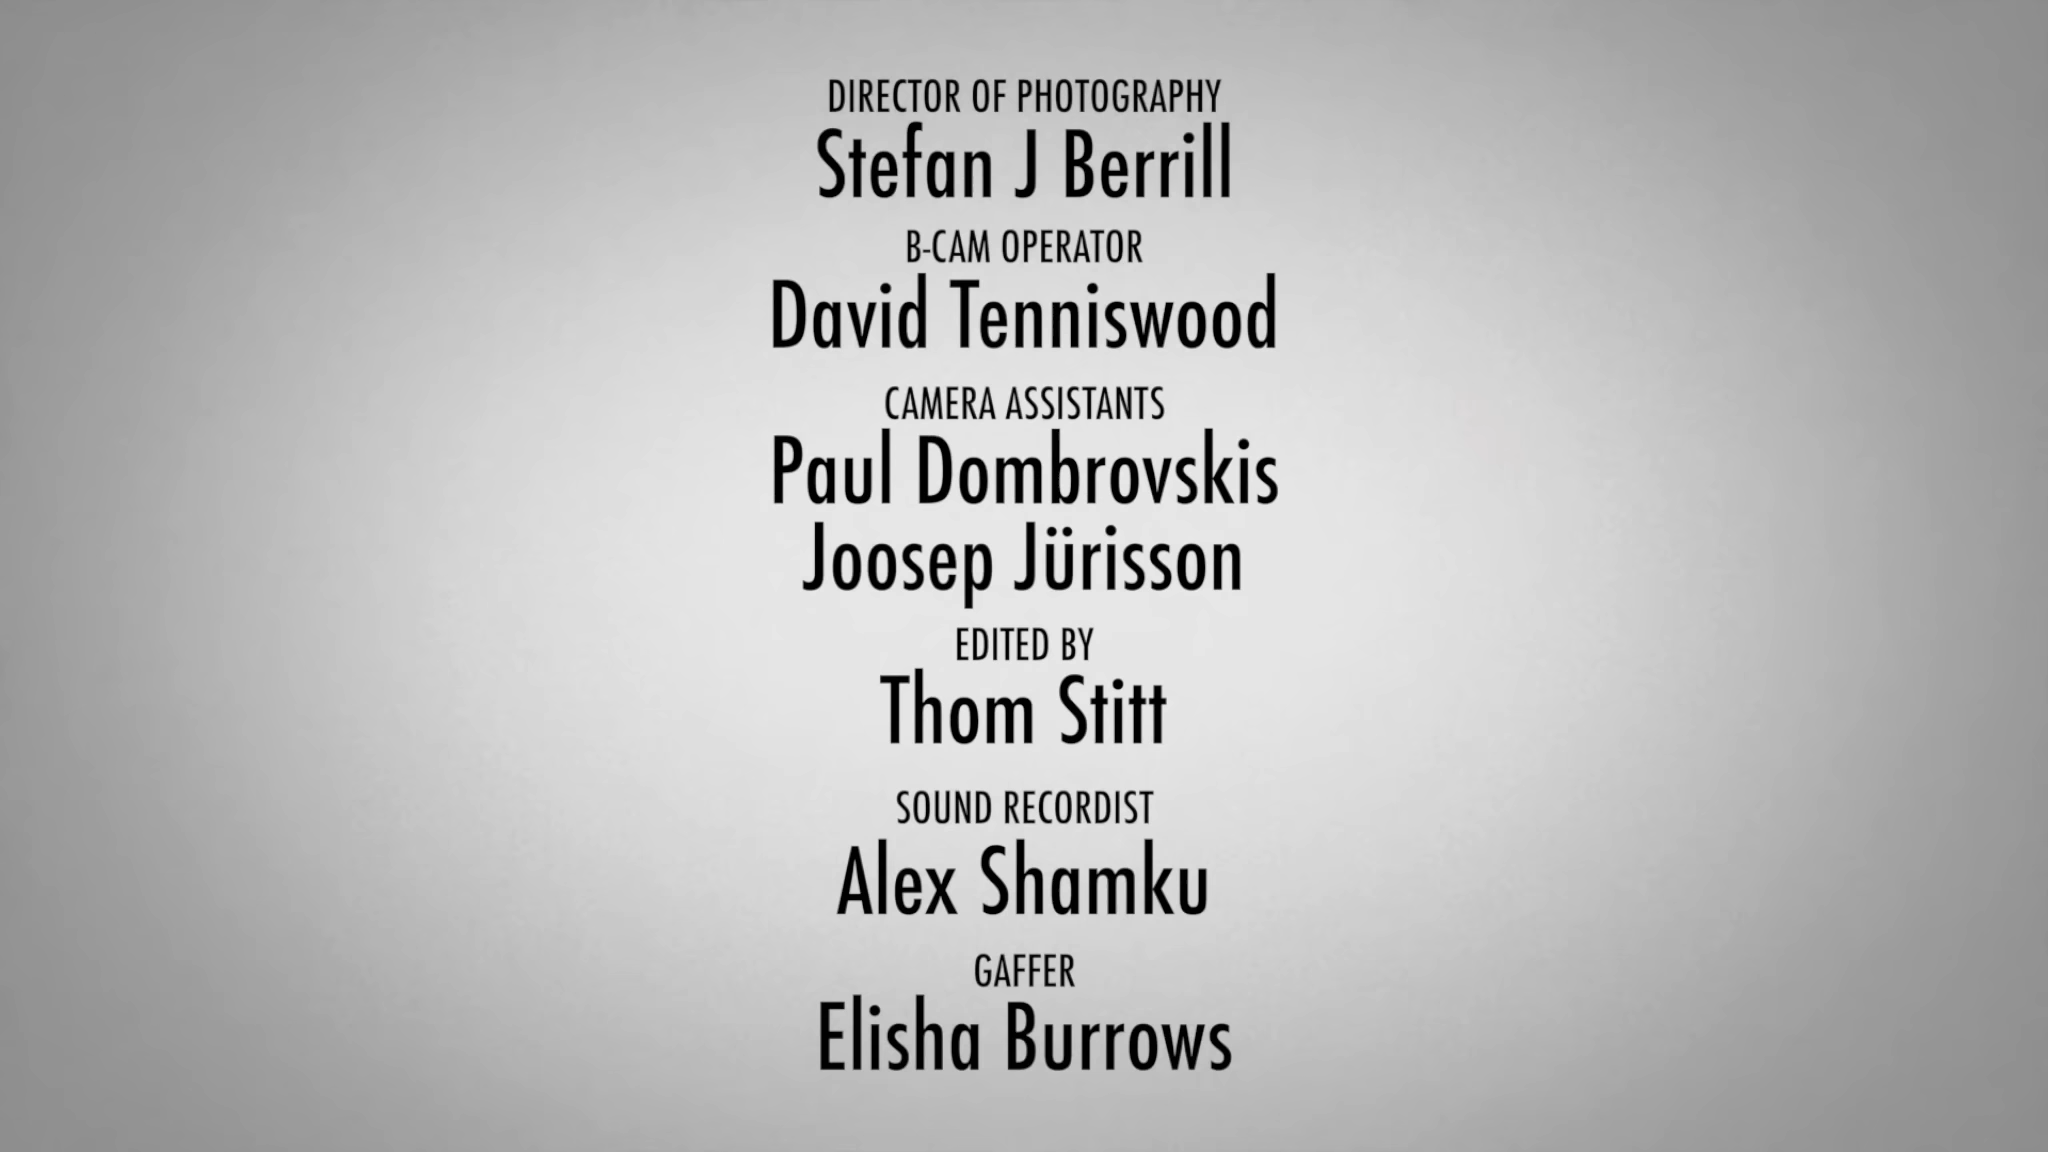 DIRECTOR OF PHOTOGRAPHY
Stefan J Berrill
B-CAM OPERATOR
David Tenniswood
CAMERA ASSISTANTS
Paul Dombrovskis
Joosep Jürisson
EDITED BY
Thom Stitt
SOUND RECORDIST
Alex Shamku
GAFFER
Elisha Burrows